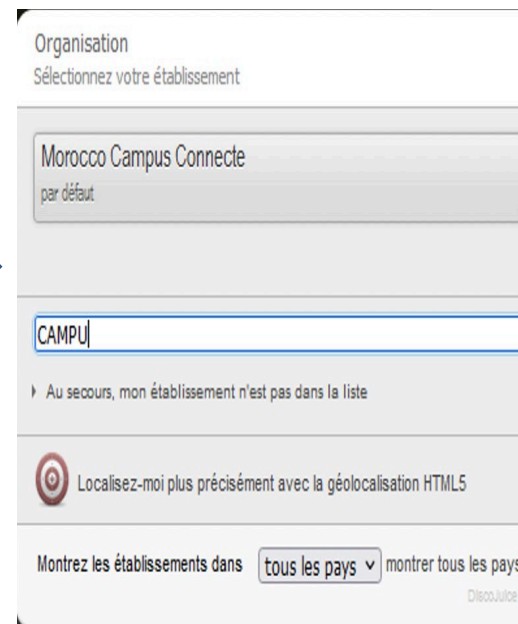 Organisation
Sélectionnez votre établissement
Morocco Campus Connecte
par défaut
CAMPU
Au secours, mon établissement n'est pas dans la liste
Localisez-moi plus précisément avec la géolocalisation HTML5
Montrez les établissements dans tous les pays montrer tous les pays
DiscoJuice